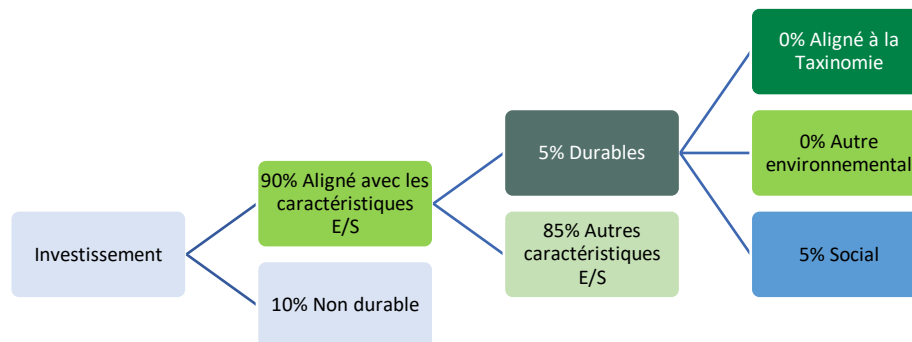 Investissement
90% Aligné avec les
caractéristiques
E/S
10% Non durable
5% Durables
85% Autres
caractéristiques
E/S
0% Aligné à la
Taxinomie
0% Autre
environnemental
5% Social